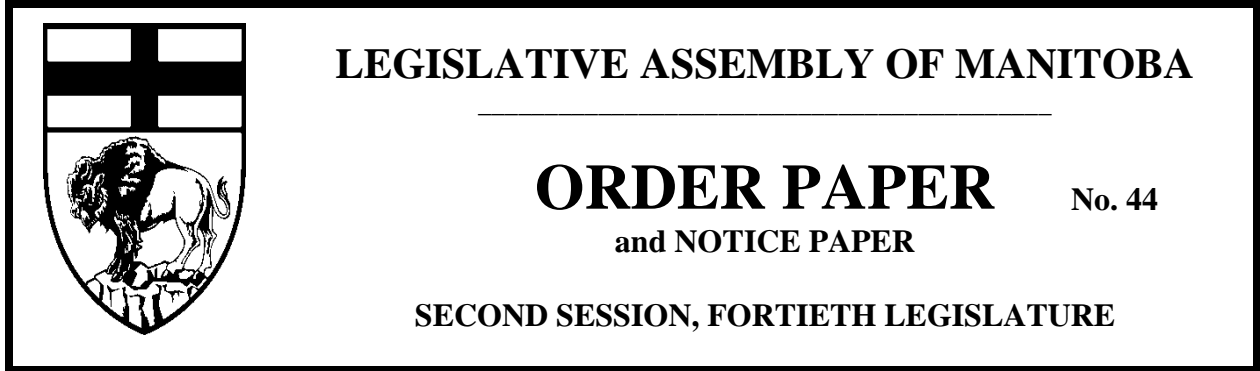 LEGISLATIVE ASSEMBLY OF MANITOBA
ORDER PAPER No. 44
and NOTICE PAPER
SECOND SESSION, FORTIETH LEGISLATURE